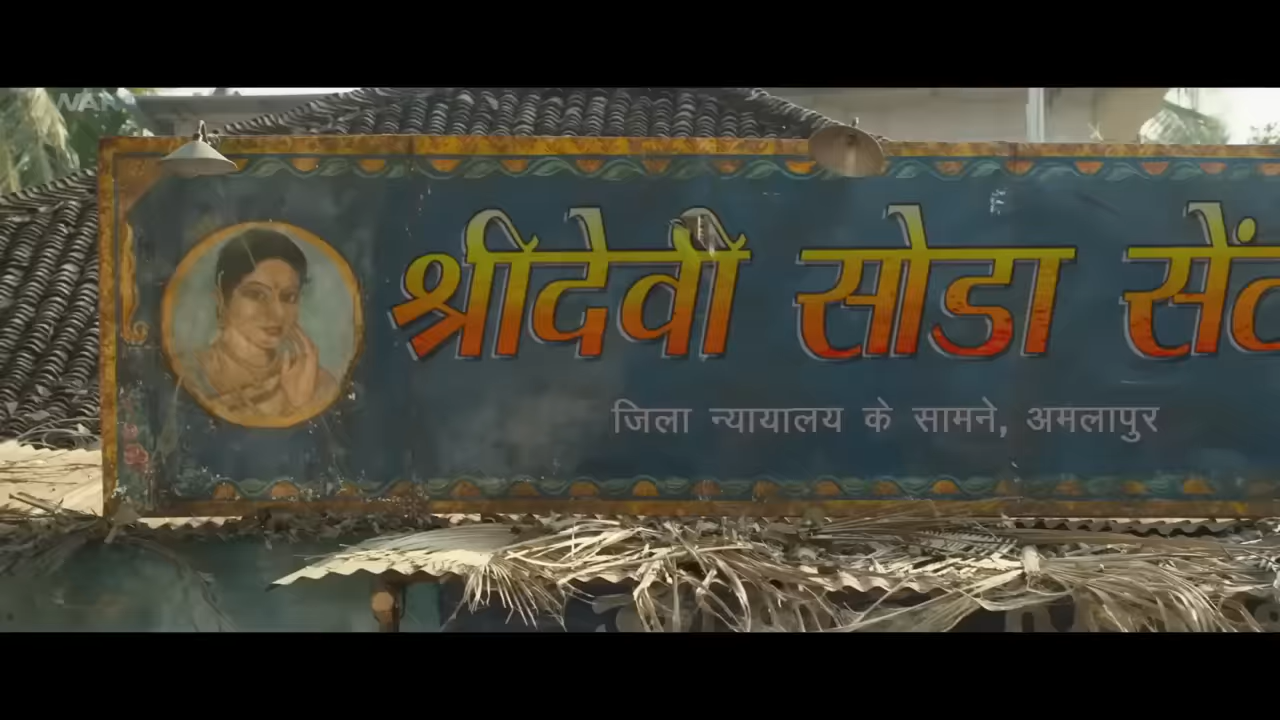 श्रीदेवी सोडा
जिला न्यायालय के सामने, अमलापुर